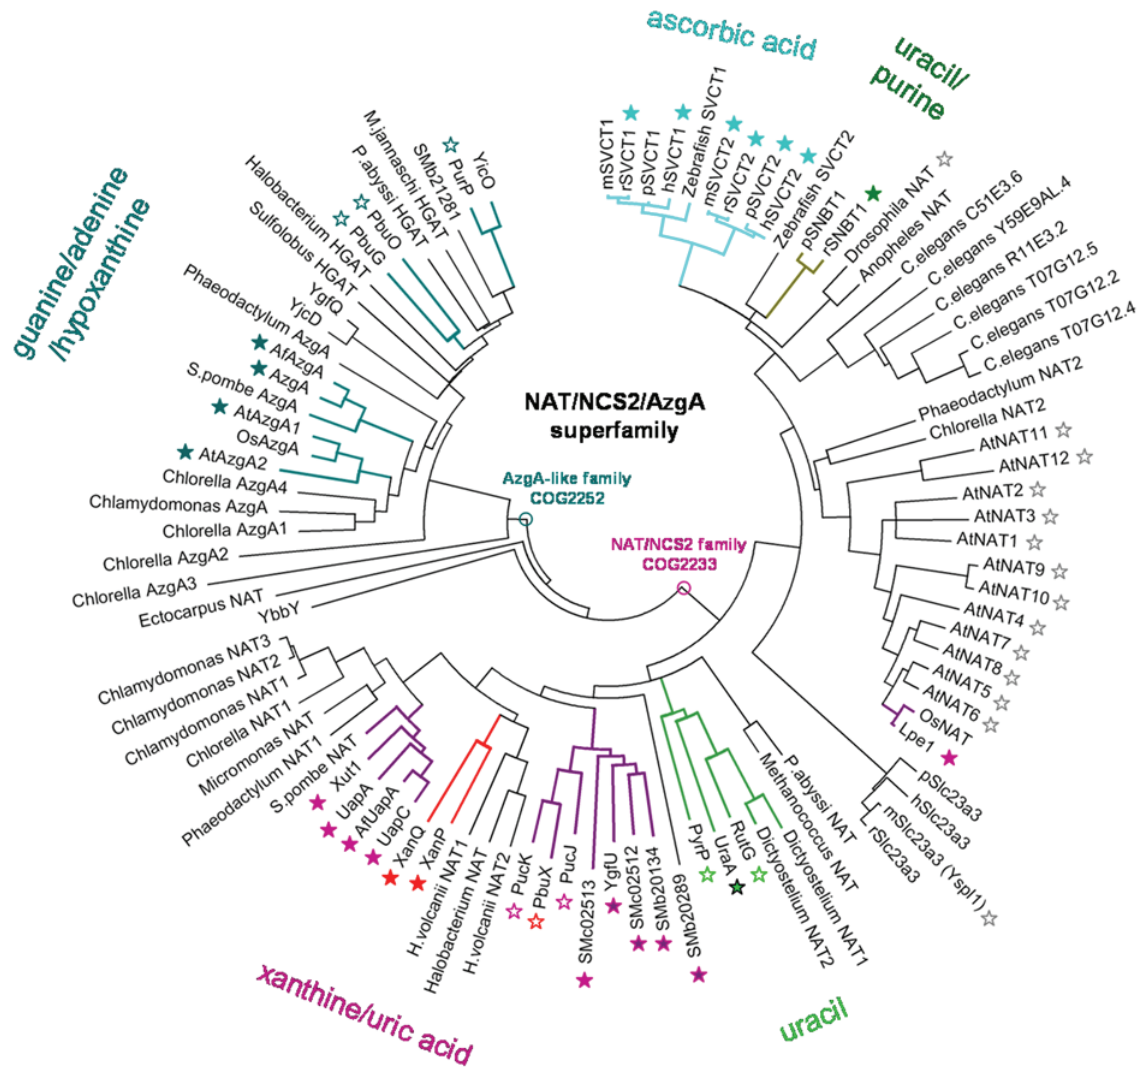 ascorbic acid
uracil/
purine
guanine/adenine
/hypoxanthine
xanthine/uric acid
uracil
NAT/NCS2/AzgA
superfamily
AzgA-like family
COG2252
NAT/NCS2 family
COG2233
mSVCT1
rSVCT1
pSVCT1
hSVCT1
Zebrafish SVCT1
mSVCT2
rSVCT2
pSVCT2
hSVCT2
Zebrafish SVCT2
pSNBT1
rSNBT1
Drosophila NAT
Anopheles NAT
C.elegans C51E3.6
C.elegans Y59E9AL.4
C.elegans R11E3.2
C.elegans T07G12.5
C.elegans T07G12.2
C.elegans T07G12.4
Phaeodactylum NAT2
Chlorella NAT2
AtNAT11
AtNAT12
AtNAT2
AtNAT3
AtNAT1
AtNAT9
AtNAT10
AtNAT4
AtNAT7
AtNAT8
AtNAT5
AtNAT6
OsNAT
Lpe1
pSlc23a3
hSlc23a3
mSlc23a3 (Yspl1)
rSlc23a3
P.abyssi NAT
Methanococcus NAT
Dictyostelium NAT1
Dictyostelium NAT2
RutG
UraA
PyrP
SMb20289
SMb20134
SMc02512
YgfU
SMc02513
PucJ
PbuX
PucK
H.volcanii NAT2
Halobacterium NAT
H.volcanii NAT1
XanP
XanQ
UapC
AfUapA
UapA
Xut1
S.pombe NAT
Phaeodactylum NAT1
Micromonas NAT
Chlorella NAT1
Chlamydomonas NAT1
Chlamydomonas NAT2
Chlamydomonas NAT3
YbbY
Ectocarpus NAT
Chlorella AzgA3
Chlorella AzgA2
Chlorella AzgA1
Chlamydomonas AzgA
Chlorella AzgA4
AtAzgA2
OsAzgA
AtAzgA1
S.pombe AzgA
AzgA
AfAzgA
Phaeodactylum AzgA
YjcD
YgfQ
Sulfolobus HGAT
Halobacterium HGAT
PbuG
PbuO
P.abyssi HGAT
M.jannaschi HGAT
SMb21281
PurP
YicO